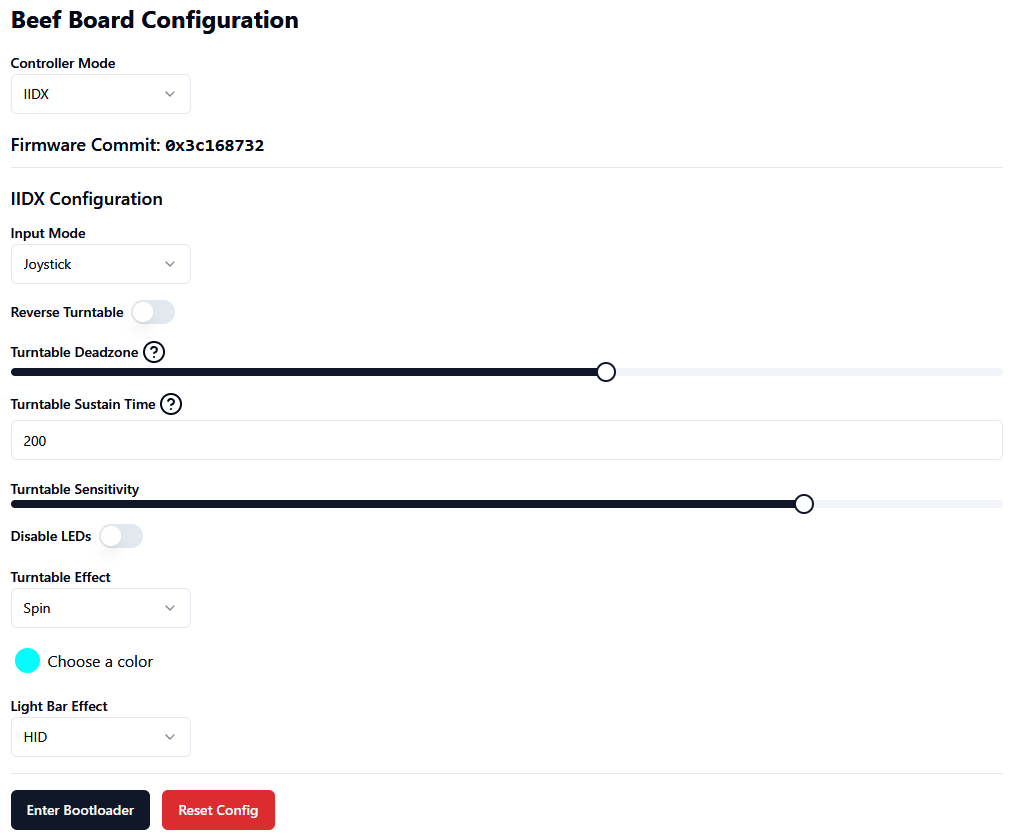 Beef Board Configuration
Controller Mode
IIDX
Firmware Commit: 0x3c168732
IIDX Configuration
Input Mode
Joystick
Reverse Turntable
Turntable Deadzone ?
Turntable Sustain Time ?
200
Turntable Sensitivity
Disable LEDs
Turntable Effect
Spin
Choose a color
Light Bar Effect
HID
Enter Bootloader Reset Config